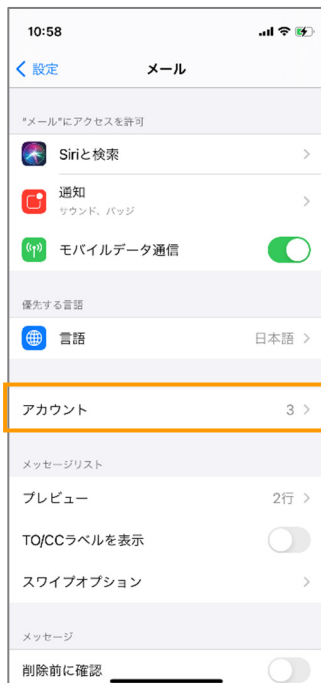 10:58
設定
メール
"メール"にアクセスを許可
Siriと検索
通知
サウンド、バッジ
モバイルデータ通信
優先する言語
言語 日本語
アカウント 3
メッセージリスト
プレビュー 2行
TO/CCラベルを表示
スワイプオプション
メッセージ
削除前に確認